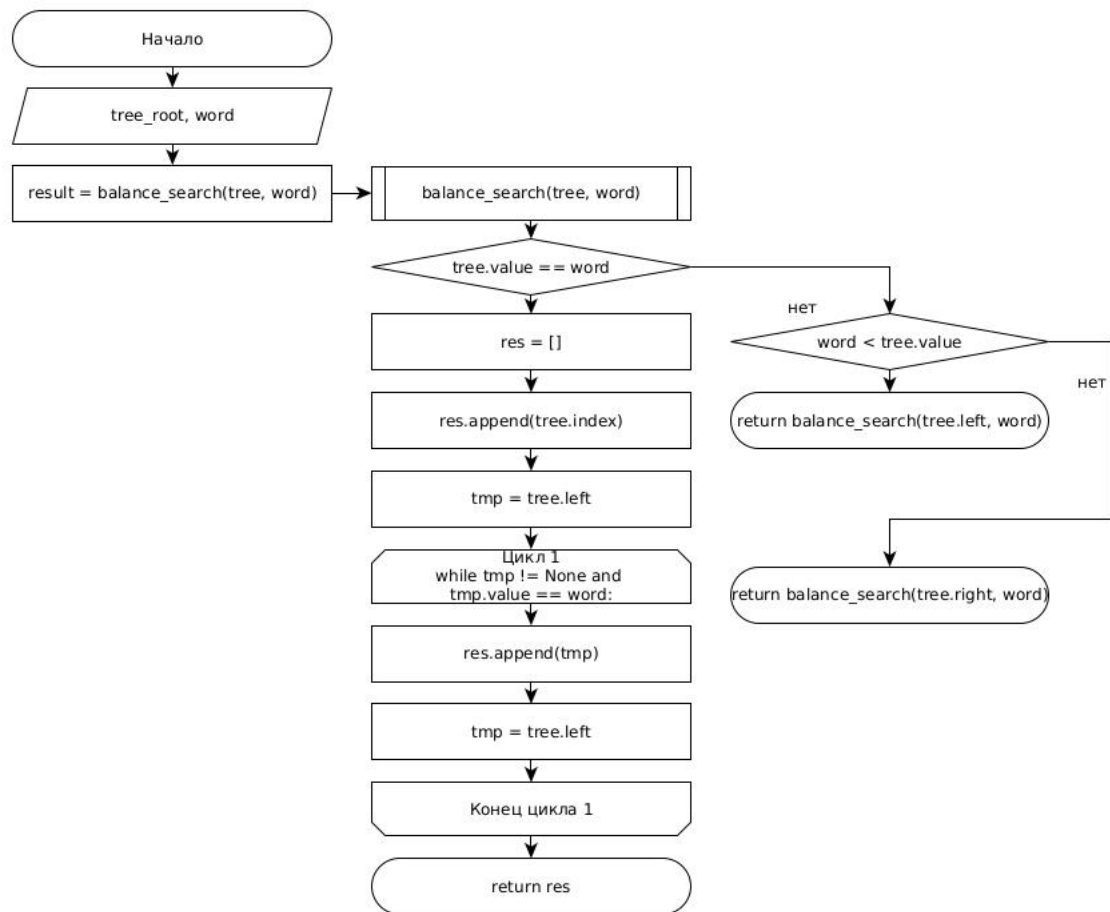 Начало
tree_root, word
result = balance_search(tree, word)
balance_search(tree, word)
tree.value == word
нет
res = []
word < tree.value
нет
res.append(tree.index)
return balance_search(tree.left, word)
tmp = tree.left
Цикл 1
while tmp != None and
tmp.value == word:
return balance_search(tree.right, word)
res.append(tmp)
tmp = tree.left
Конец цикла 1
return res